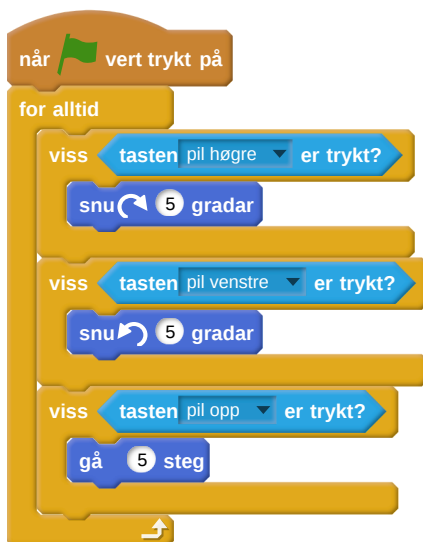 når vert trykt på
for alltid
viss tasten pil høgre er trykt?
snu 5 gradar
viss tasten pil venstre er trykt?
snu 5 gradar
viss tasten pil opp er trykt?
gå 5 steg